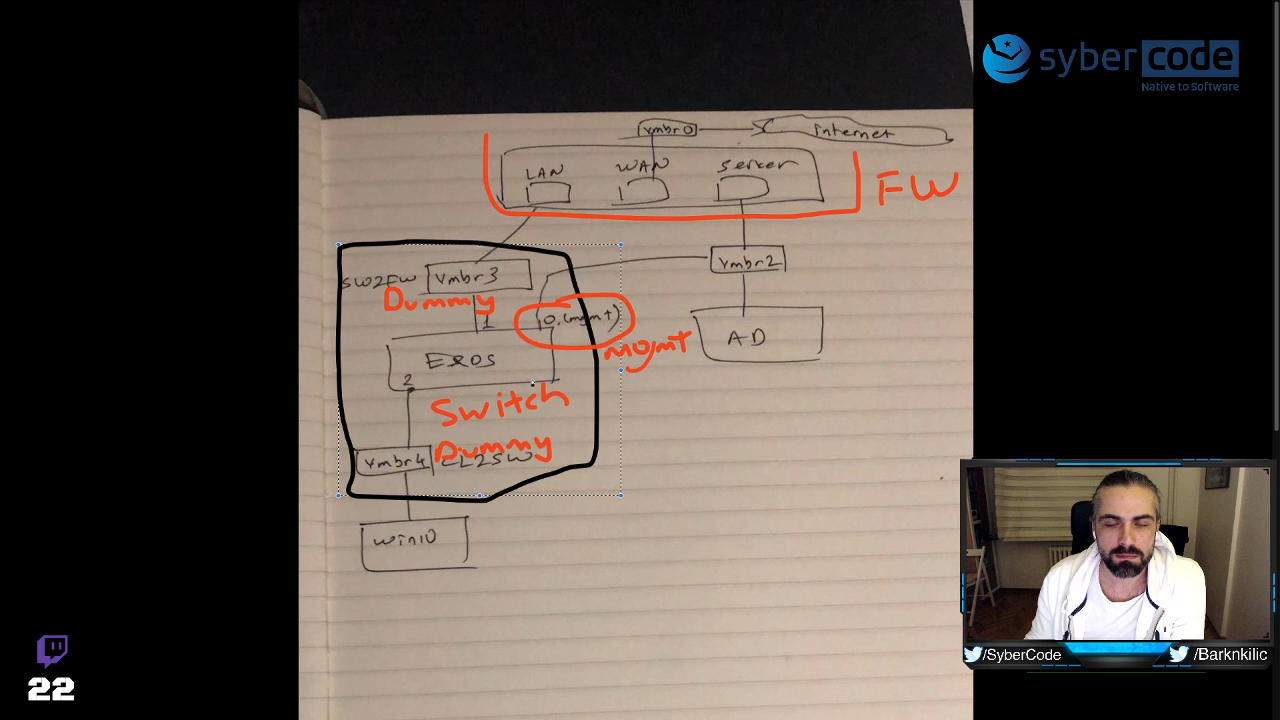 syber code
Native to Software
vmbr0
internet
LAN
WAN
server
FW
SW2FW
vmbr3
vmbr2
Dummy
1
0 (mgmt)
mgmt
AD
EXOS
2
Switch
Dummy
vmbr4
CL2SW
win10
22
/SyberCode
/Barknkilic